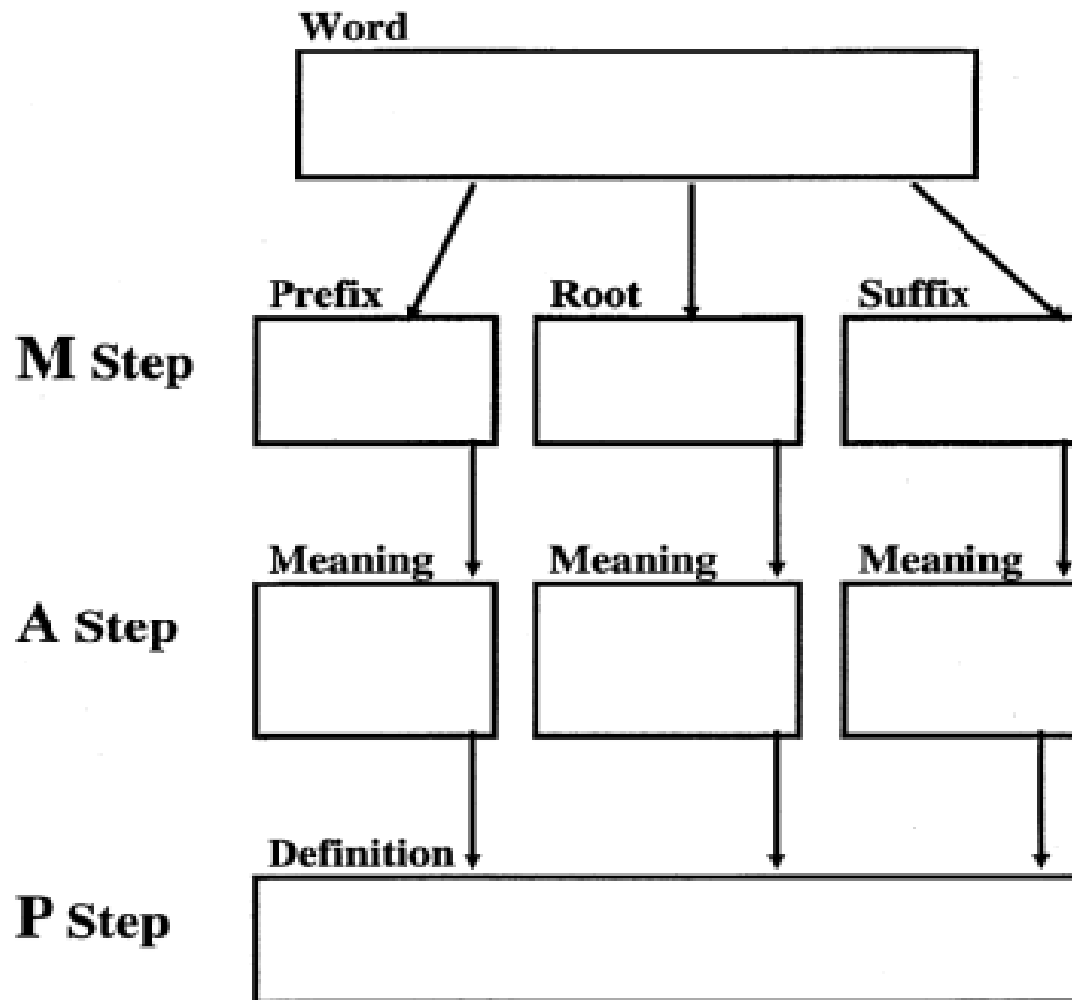 Word
Prefix Root Suffix
M Step
Meaning Meaning Meaning
A Step
Definition
P Step